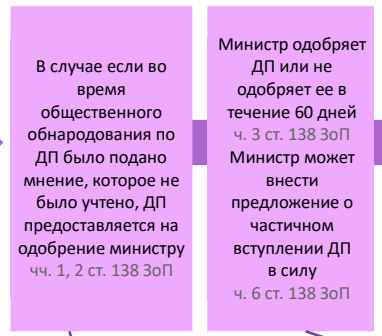 В случае если во
время
общественного
обнародования по
ДП было подано
мнение, которое не
было учтено, ДП
предоставляется на
одобрение министру
чч. 1, 2 ст. 138 ЗоП
Министр одобряет
ДП или не
одобряет ее в
течение 60 дней
ч. 3 ст. 138 ЗоП
Министр может
внести
предложение о
частичном
вступлении ДП
в силу
ч. 6 ст. 138 ЗоП